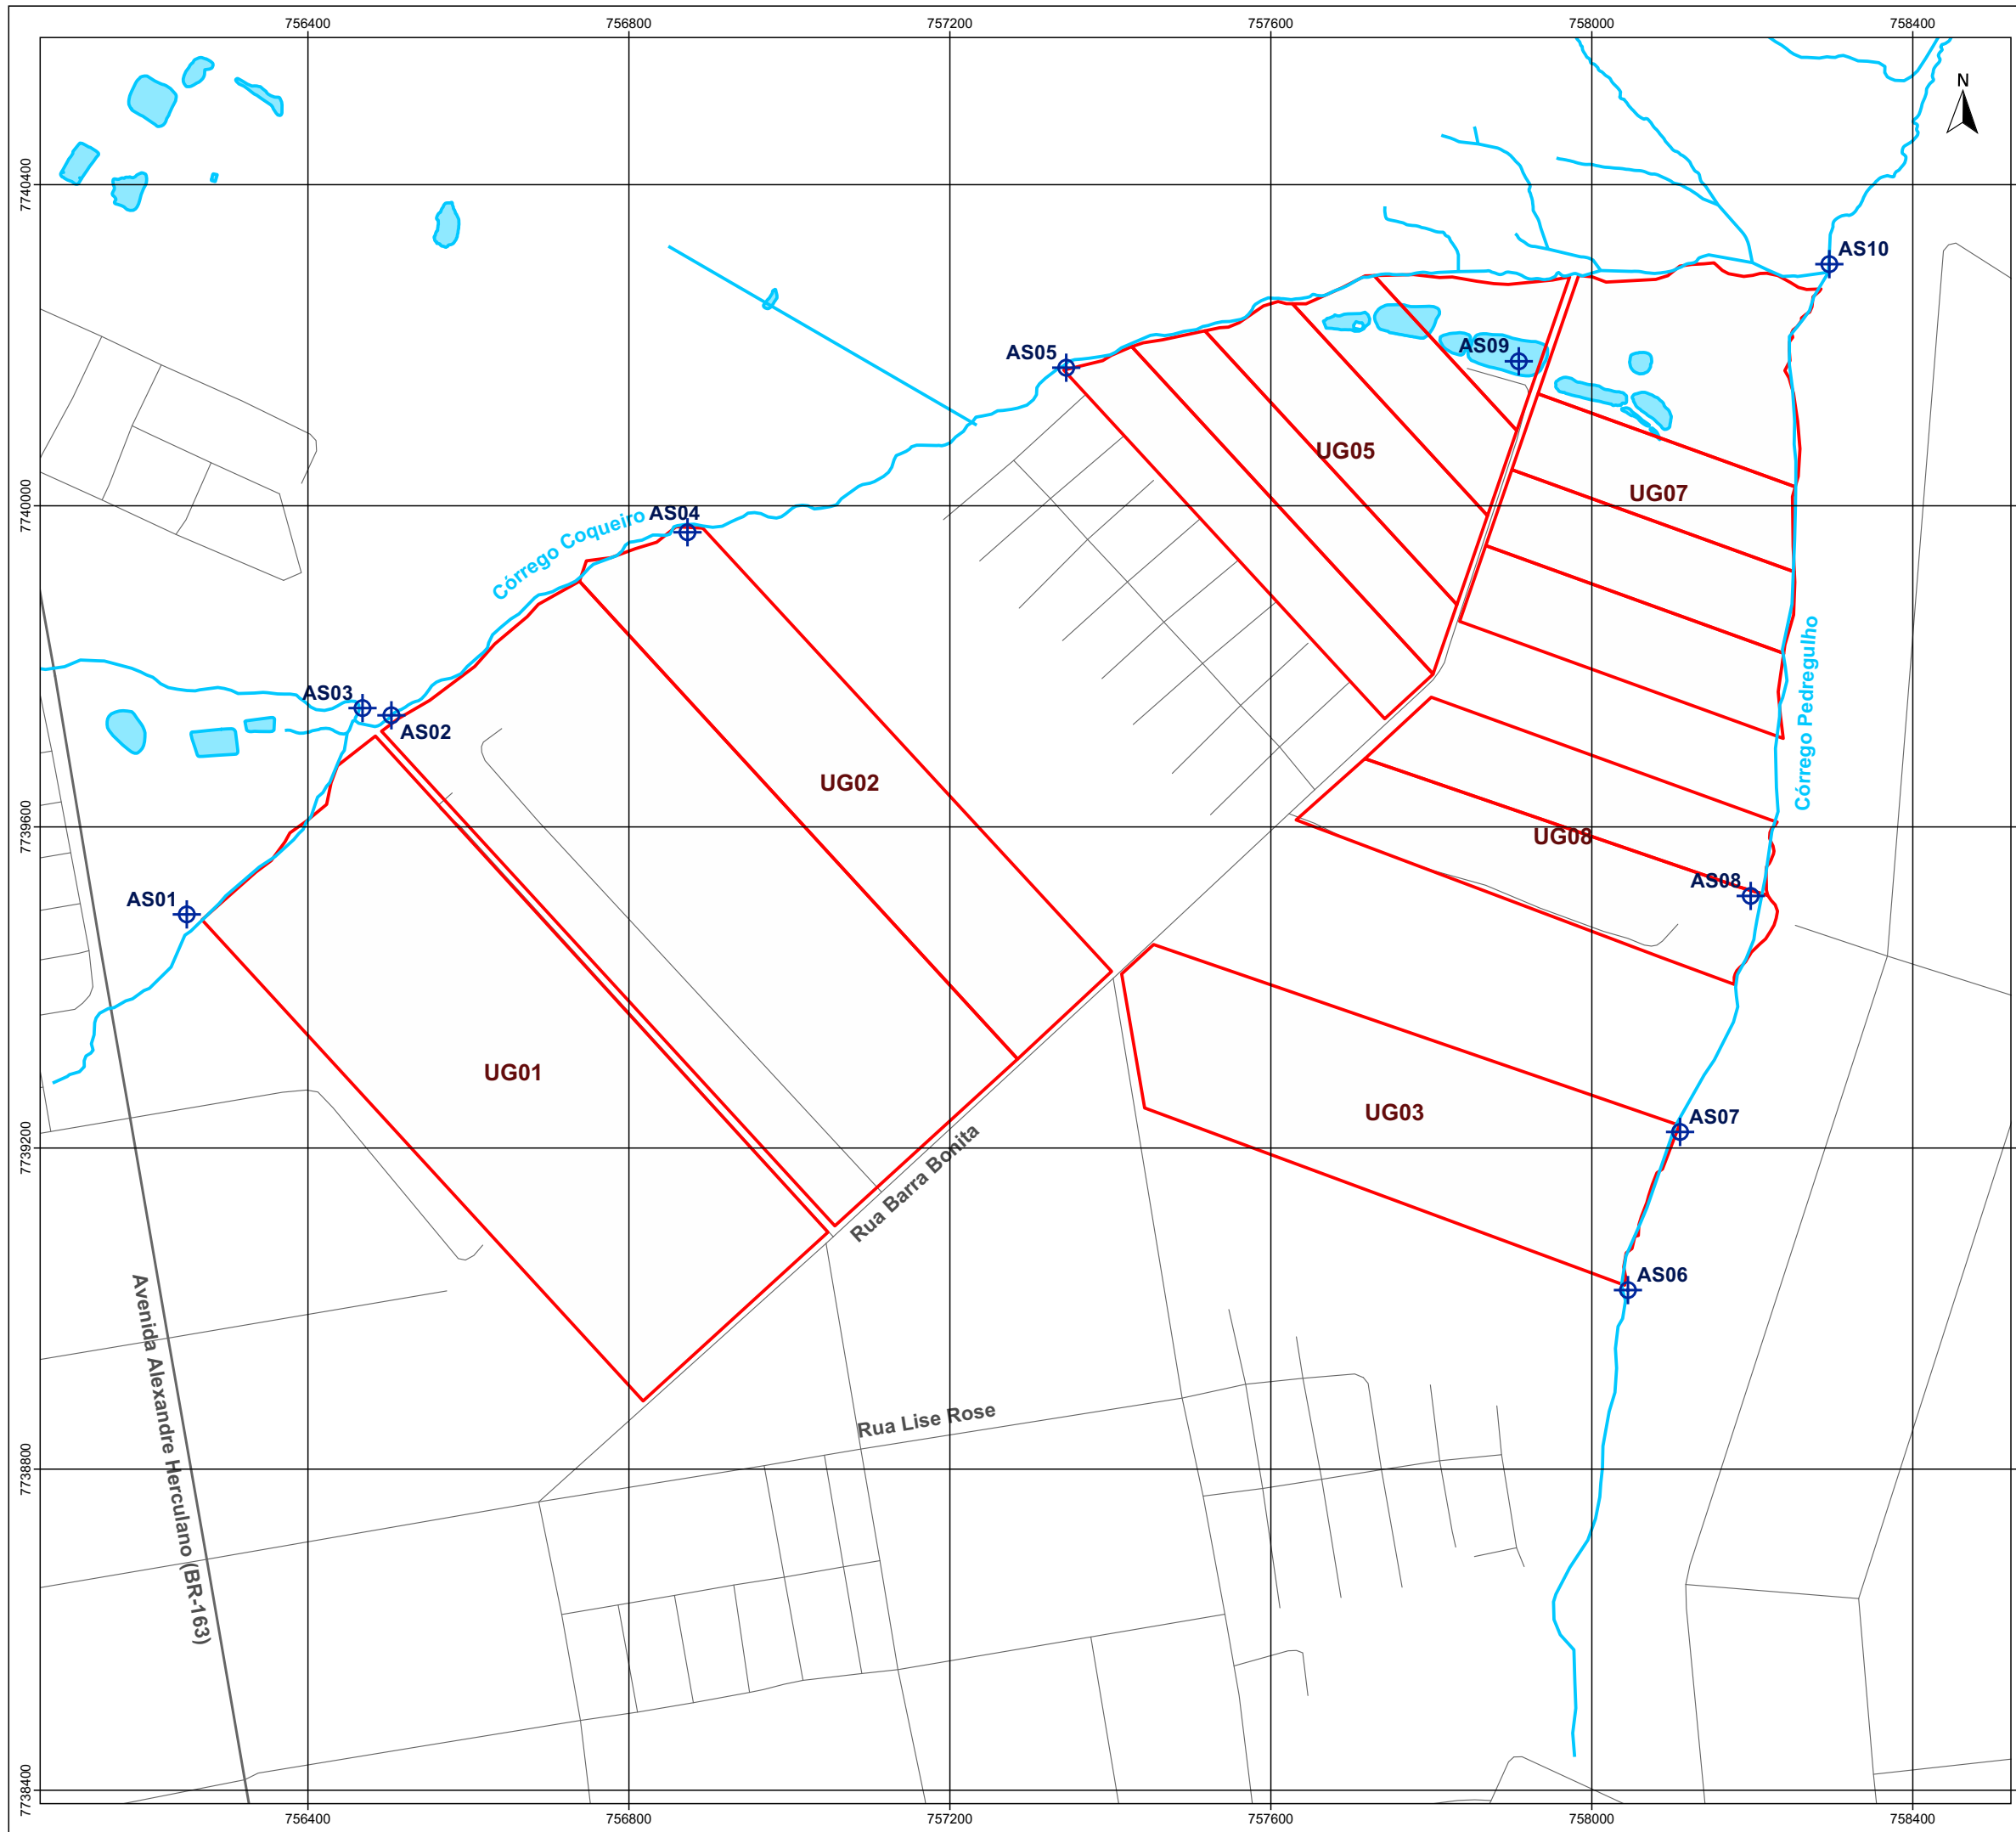 756400
756800
757200
757600
758000
758400
N
7740400
AS10
AS05
AS09
UG05
7740000
UG07
AS04
Córrego Coqueiro
AS03
AS02
UG02
Córrego Pedregulho
7739600
UG08
AS01
AS08
UG01
UG03
AS07
7739200
Rua Barra Bonita
AS06
Avenida Alexandre Herculano (BR-163)
Rua Lise Rose
7738800
7738400
756400
756800
757200
757600
758000
758400